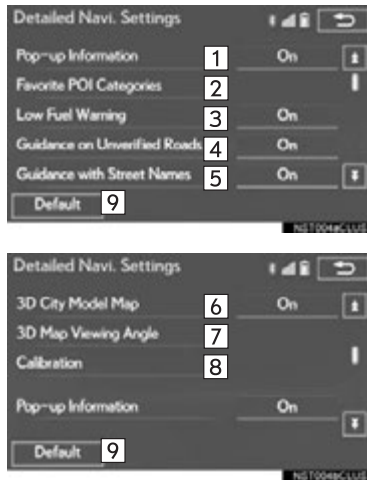 Detailed Navi. Settings
Pop-up Information 1 On
Favorite POI Categories 2
Low Fuel Warning 3 On
Guidance on Unverified Roads 4 On
Guidance with Street Names 5 On
Default 9
Detailed Navi. Settings
3D City Model Map 6 On
3D Map Viewing Angle 7
Calibration 8
Pop-up Information On
Default 9